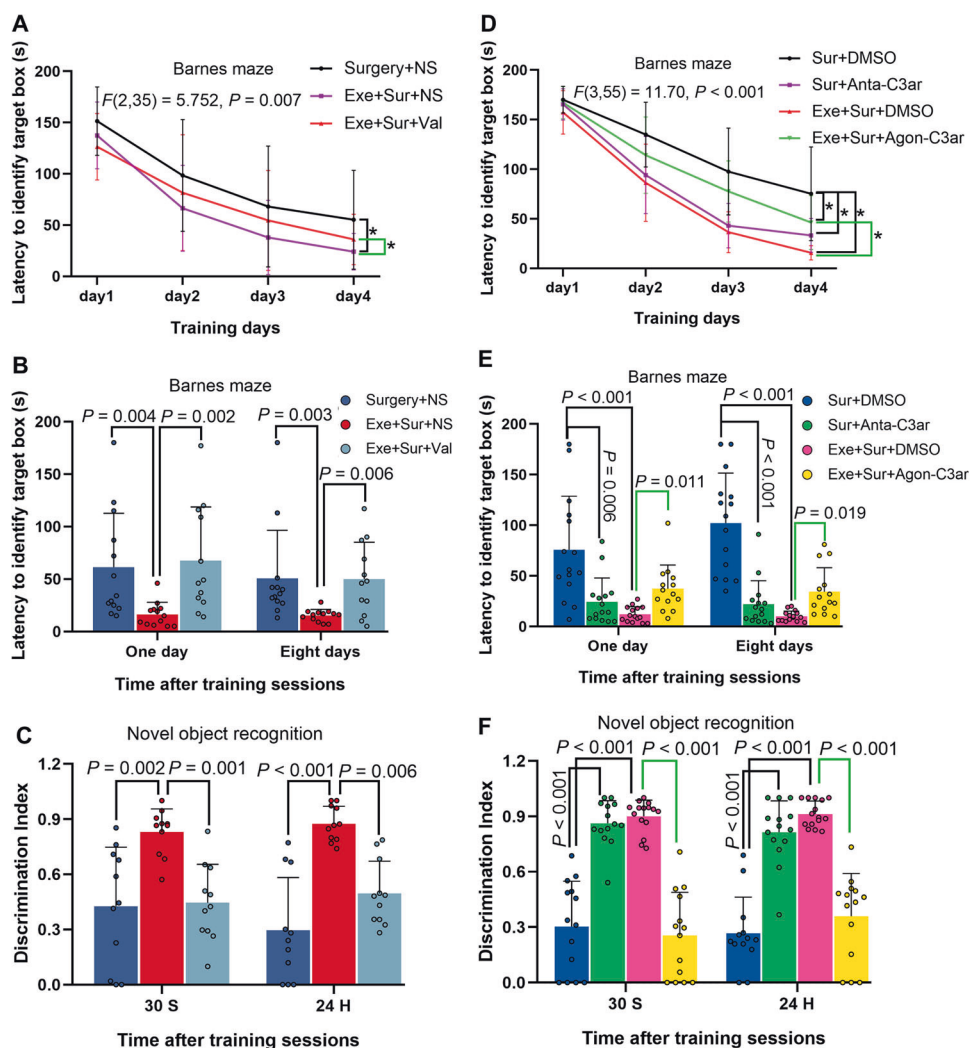 A
Latency to identify target box (s)
Barnes maze
F(2,35) = 5.752, P = 0.007
Surgery+NS
Exe+Sur+NS
Exe+Sur+Val
200
150
100
50
0
*
*
day1 day2 day3 day4
Training days
D
Latency to identify target box (s)
Barnes maze
F(3,55) = 11.70, P < 0.001
Sur+DMSO
Sur+Anta-C3ar
Exe+Sur+DMSO
Exe+Sur+Agon-C3ar
200
150
100
50
0
* * *
*
day1 day2 day3 day4
Training days
B
Latency to identify target box (s)
Barnes maze
Surgery+NS
Exe+Sur+NS
Exe+Sur+Val
P = 0.004 P = 0.002 P = 0.003
P = 0.006
200
150
100
50
0
One day Eight days
Time after training sessions
E
Latency to identify target box (s)
Barnes maze
Sur+DMSO
Sur+Anta-C3ar
Exe+Sur+DMSO
Exe+Sur+Agon-C3ar
P < 0.001 P < 0.001
P = 0.006
P = 0.011
P < 0.001
P = 0.019
200
150
100
50
0
One day Eight days
Time after training sessions
C
Discrimination Index
Novel object recognition
P = 0.002 P = 0.001 P < 0.001 P = 0.006
1.2
0.9
0.6
0.3
0.0
30 S 24 H
Time after training sessions
F
Discrimination Index
Novel object recognition
P < 0.001 P < 0.001
P < 0.001 P < 0.001
P < 0.001 P < 0.001
1.2
0.9
0.6
0.3
0.0
30 S 24 H
Time after training sessions